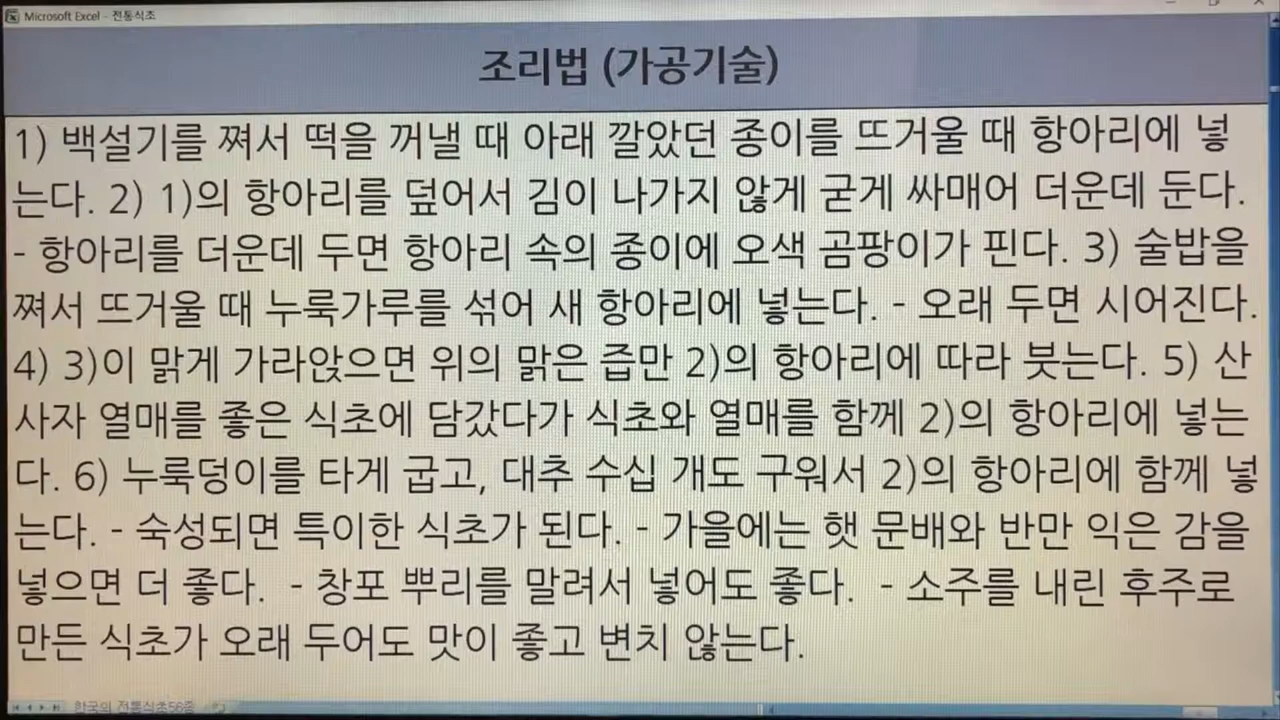 Microsoft Excel - 전통식초
조리법 (가공기술)
1) 백설기를 쪄서 떡을 꺼낼 때 아래 깔았던 종이를 뜨거울 때 항아리에 넣
는다. 2) 1)의 항아리를 덮어서 김이 나가지 않게 굳게 싸매어 더운데 둔다.
- 항아리를 더운데 두면 항아리 속의 종이에 오색 곰팡이가 핀다. 3) 술밥을
쪄서 뜨거울 때 누룩가루를 섞어 새 항아리에 넣는다. - 오래 두면 시어진다.
4) 3)이 맑게 가라앉으면 위의 맑은 즙만 2)의 항아리에 따라 붓는다. 5) 산
사자 열매를 좋은 식초에 담갔다가 식초와 열매를 함께 2)의 항아리에 넣는
다. 6) 누룩덩이를 타게 굽고, 대추 수십 개도 구워서 2)의 항아리에 함께 넣
는다. - 숙성되면 특이한 식초가 된다. - 가을에는 햇 문배와 반만 익은 감을
넣으면 더 좋다. - 창포 뿌리를 말려서 넣어도 좋다. - 소주를 내린 후주로
만든 식초가 오래 두어도 맛이 좋고 변치 않는다.
한국의 전통식초56종